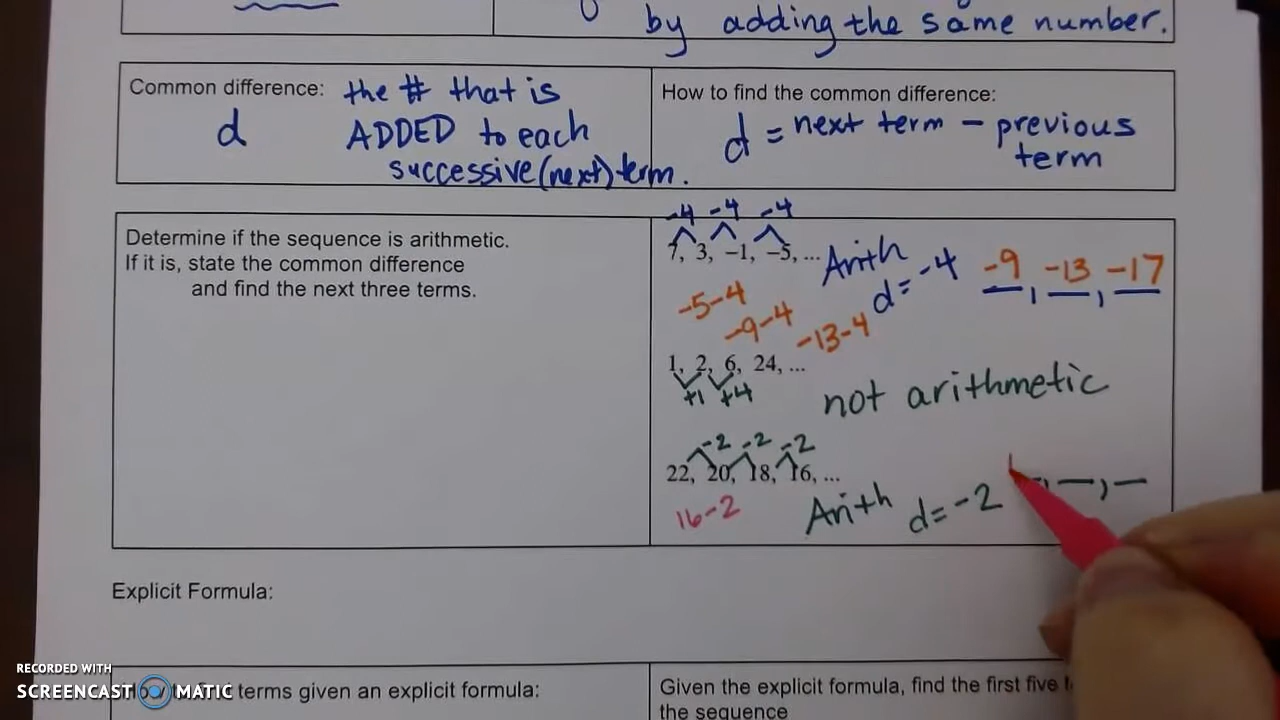 by adding the same number.
Common difference: the # that is
d ADDED to each
successive (next) term.
How to find the common difference:
d = next term – previous
term
Determine if the sequence is arithmetic.
If it is, state the common difference
and find the next three terms.
-4 -4 -4
7, 3, –1, –5, ... Arith
d = -4 -9, -13, -17
-5-4
-9-4
-13-4
1, 2, 6, 24, ...
+1 +4
not arithmetic
-2 -2 -2
22, 20, 18, 16, ...
16-2
Arith d = -2 _, _, _
Explicit Formula:
terms given an explicit formula:
Given the explicit formula, find the first five
the sequence
RECORDED WITH
SCREENCAST MATIC